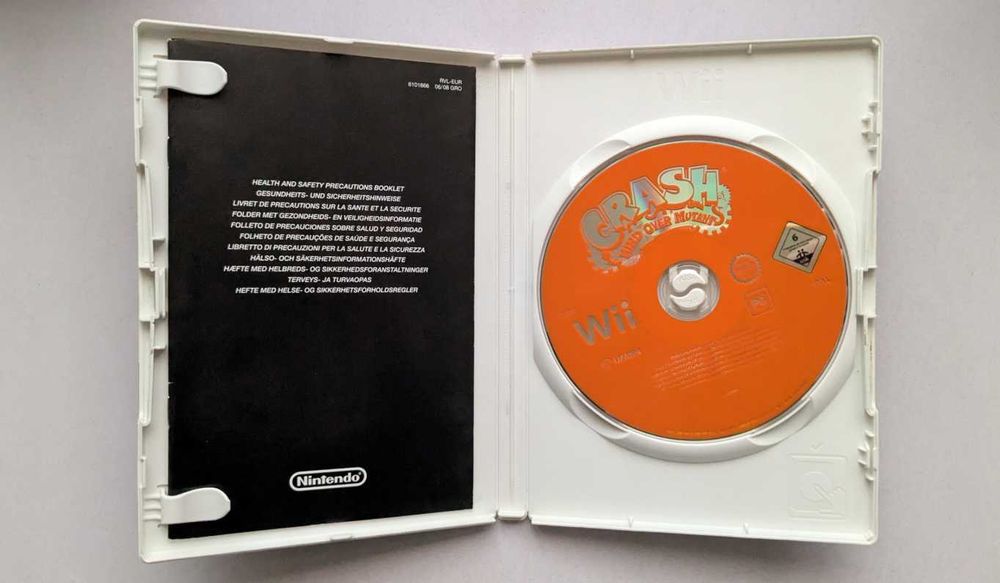 RVL-EUR
6101866 06/08 GRO
HEALTH AND SAFETY PRECAUTIONS BOOKLET
GESUNDHEITS- UND SICHERHEITSHINWEISE
LIVRET DE PRECAUTIONS SUR LA SANTE ET LA SECURITE
FOLDER MET GEZONDHEIDS- EN VEILIGHEIDSINFORMATIE
FOLLETO DE PRECAUCIONES SOBRE SALUD Y SEGURIDAD
FOLHETO DE PRECAUÇÕES DE SAÚDE E SEGURANÇA
LIBRETTO DI PRECAUZIONI PER LA SALUTE E LA SICUREZZA
HÄLSO- OCH SÄKERHETSINFORMATIONSHÄFTE
HÆFTE MED HELBREDS- OG SIKKERHEDSFORANSTALTNINGER
TERVEYS- JA TURVAOPAS
HEFTE MED HELSE- OG SIKKERHETSFORHOLDSREGLER
Nintendo
Wii
CRASH
MIND OVER MUTANT
Wii